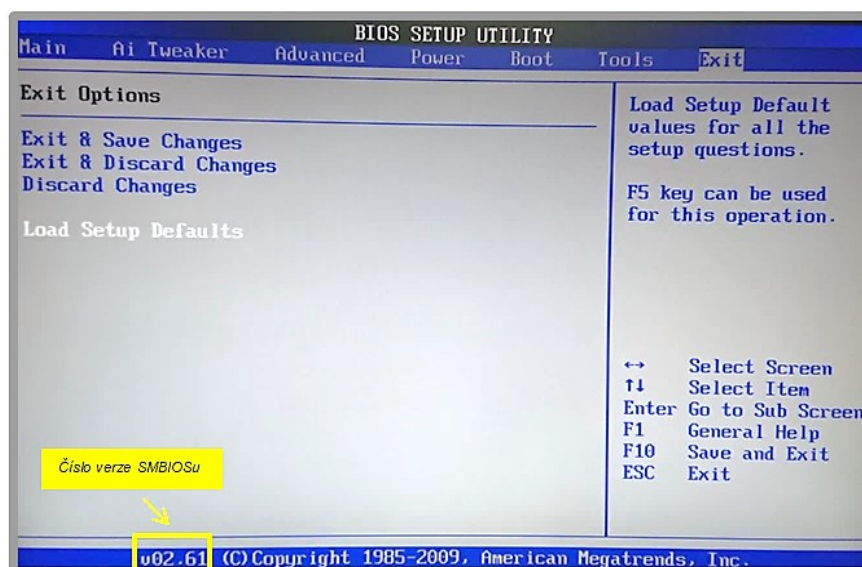 BIOS SETUP UTILITY
Main Ai Tweaker Advanced Power Boot Tools Exit
Exit Options
Exit & Save Changes
Exit & Discard Changes
Discard Changes
Load Setup Defaults
Load Setup Default
values for all the
setup questions.
F5 key can be used
for this operation.
↔ Select Screen
↑↓ Select Item
Enter Go to Sub Screen
F1 General Help
F10 Save and Exit
ESC Exit
Číslo verze SMBIOSu
v02.61 (C)Copyright 1985-2009, American Megatrends, Inc.